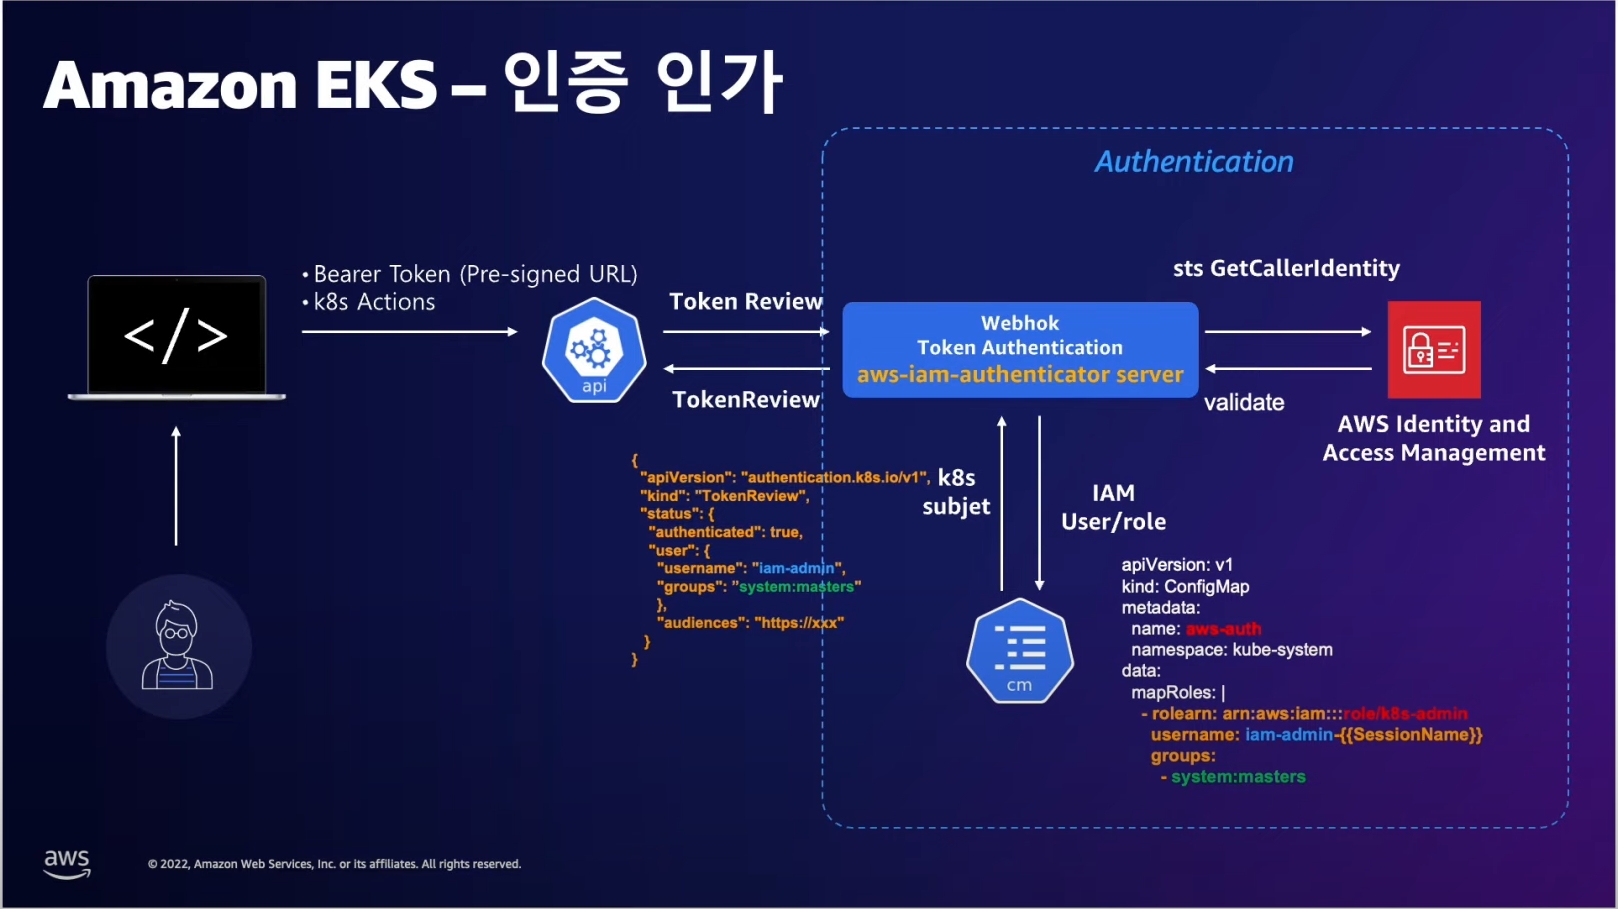 Amazon EKS – 인증 인가
Authentication
• Bearer Token (Pre-signed URL)
• k8s Actions
</>
api
Token Review
TokenReview
Webhok
Token Authentication
aws-iam-authenticator server
sts GetCallerIdentity
validate
AWS Identity and
Access Management
{
"apiVersion": "authentication.k8s.io/v1",
"kind": "TokenReview",
"status": {
"authenticated": true,
"user": {
"username": "iam-admin",
"groups": ”system:masters"
},
"audiences": "https://xxx"
}
}
k8s
subjet
IAM
User/role
cm
apiVersion: v1
kind: ConfigMap
metadata:
name: aws-auth
namespace: kube-system
data:
mapRoles: |
- rolearn: arn:aws:iam:::role/k8s-admin
username: iam-admin-{{SessionName}}
groups:
- system:masters
aws
© 2022, Amazon Web Services, Inc. or its affiliates. All rights reserved.